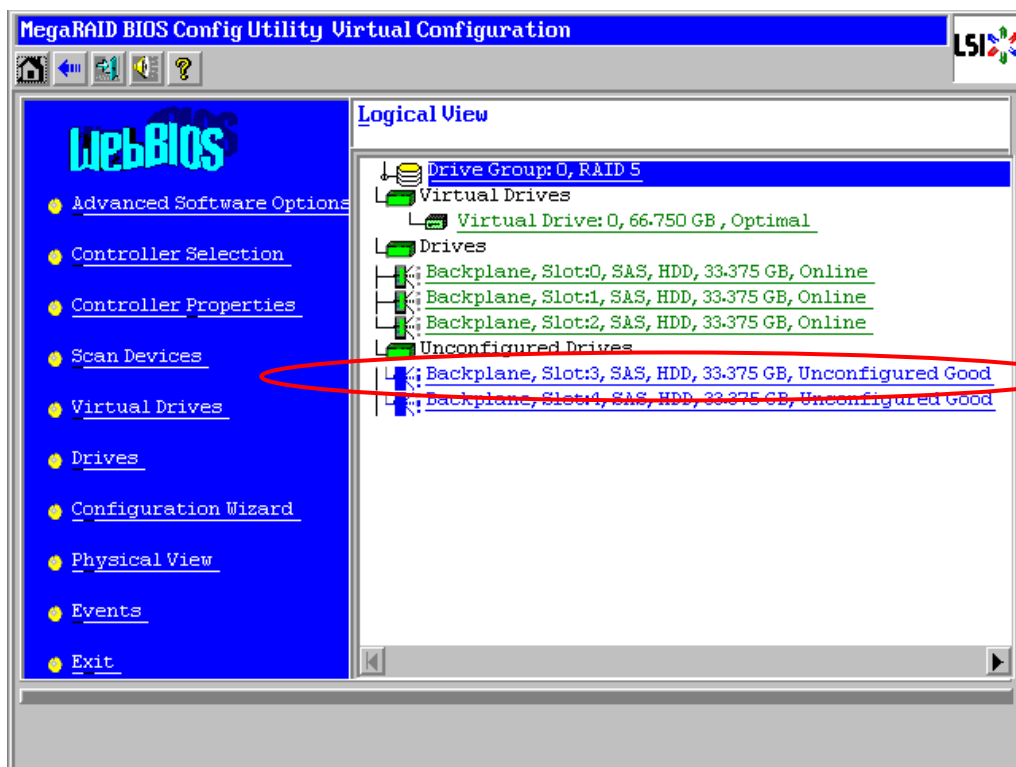 MegaRAID BIOS Config Utility Virtual Configuration
LSI
WebBIOS
Advanced Software Options
Controller Selection
Controller Properties
Scan Devices
Virtual Drives
Drives
Configuration Wizard
Physical View
Events
Exit
Logical View
Drive Group: 0, RAID 5
Virtual Drives
Virtual Drive: 0, 66.750 GB , Optimal
Drives
Backplane, Slot:0, SAS, HDD, 33.375 GB, Online
Backplane, Slot:1, SAS, HDD, 33.375 GB, Online
Backplane, Slot:2, SAS, HDD, 33.375 GB, Online
Unconfigured Drives
Backplane, Slot:3, SAS, HDD, 33.375 GB, Unconfigured Good
Backplane, Slot:4, SAS, HDD, 33.375 GB, Unconfigured Good